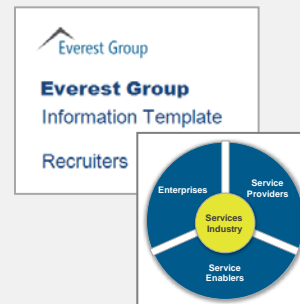 Everest Group
Everest Group
Information Template
Recruiters
Enterprises
Service
Providers
Services
Industry
Service
Enablers